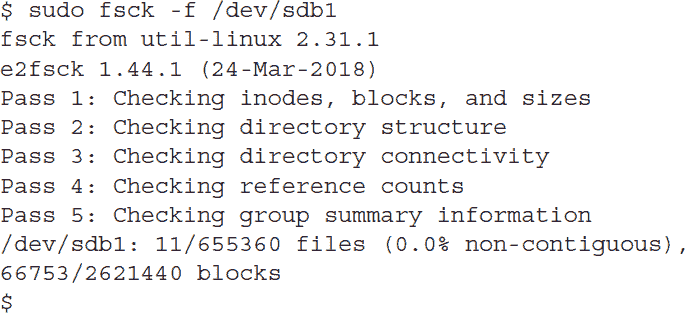 $ sudo fsck -f /dev/sdb1
fsck from util-linux 2.31.1
e2fsck 1.44.1 (24-Mar-2018)
Pass 1: Checking inodes, blocks, and sizes
Pass 2: Checking directory structure
Pass 3: Checking directory connectivity
Pass 4: Checking reference counts
Pass 5: Checking group summary information
/dev/sdb1: 11/655360 files (0.0% non-contiguous),
66753/2621440 blocks
$